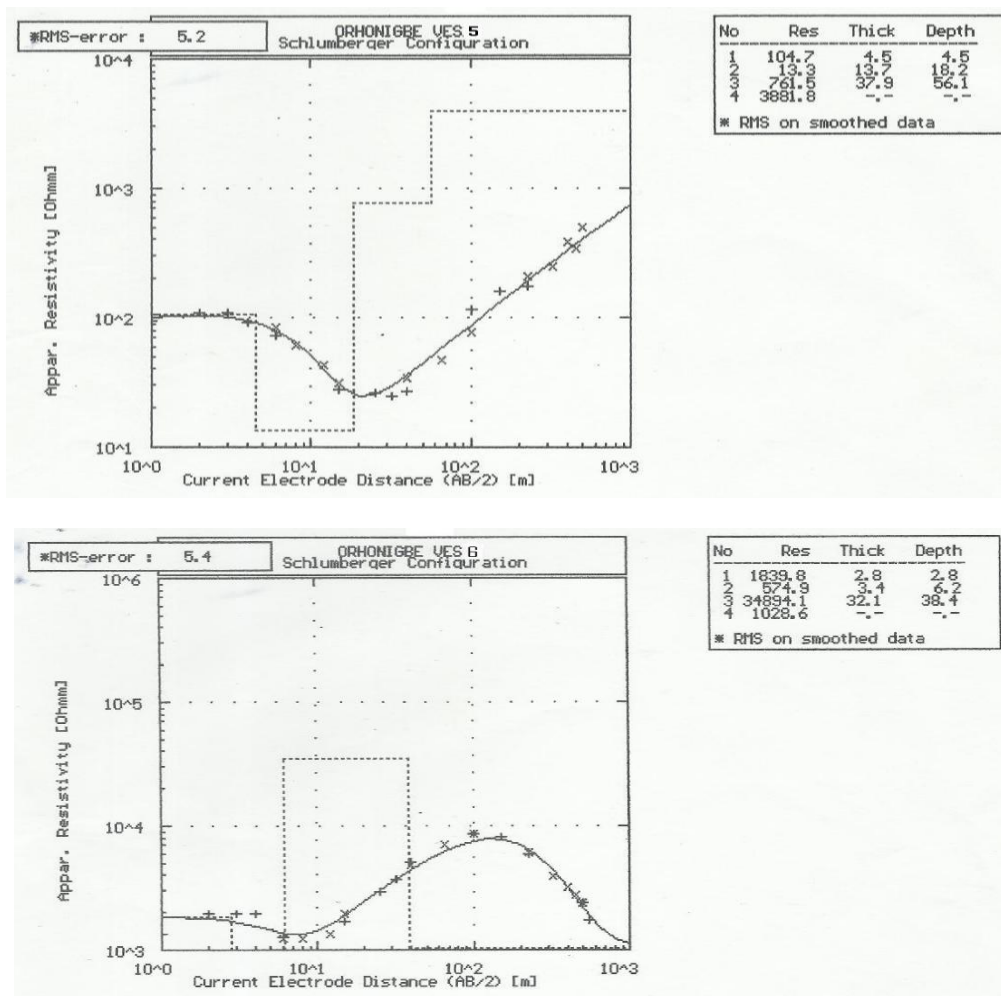 *RMS-error : 5.2
ORHONIGBE VES 5
Schlumberger Configuration
No Res Thick Depth
1 104.7 4.5 4.5
2 13.3 13.7 18.2
3 761.5 37.9 56.1
4 3881.8 -.- -.-
* RMS on smoothed data
Appar. Resistivity [Ohmm]
10^4
10^3
10^2
10^1
10^0 10^1 10^2 10^3
Current Electrode Distance (AB/2) [m]
*RMS-error : 5.4
ORHONIGBE VES 6
Schlumberger Configuration
No Res Thick Depth
1 1839.8 2.8 2.8
2 574.9 3.4 6.2
3 34894.1 32.1 38.4
4 1028.6 -.- -.-
* RMS on smoothed data
Appar. Resistivity [Ohmm]
10^6
10^5
10^4
10^3
10^0 10^1 10^2 10^3
Current Electrode Distance (AB/2) [m]